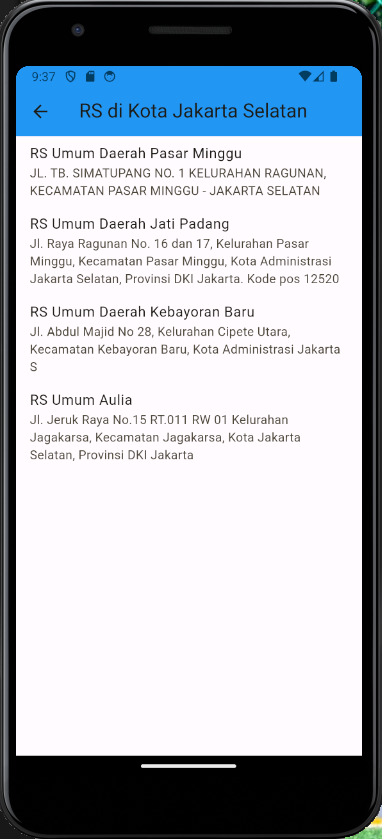 9:37
RS di Kota Jakarta Selatan
RS Umum Daerah Pasar Minggu
JL. TB. SIMATUPANG NO. 1 KELURAHAN RAGUNAN,
KECAMATAN PASAR MINGGU - JAKARTA SELATAN
RS Umum Daerah Jati Padang
Jl. Raya Ragunan No. 16 dan 17, Kelurahan Pasar
Minggu, Kecamatan Pasar Minggu, Kota Administrasi
Jakarta Selatan, Provinsi DKI Jakarta. Kode pos 12520
RS Umum Daerah Kebayoran Baru
Jl. Abdul Majid No 28, Kelurahan Cipete Utara,
Kecamatan Kebayoran Baru, Kota Administrasi Jakarta
S
RS Umum Aulia
Jl. Jeruk Raya No.15 RT.011 RW 01 Kelurahan
Jagakarsa, Kecamatan Jagakarsa, Kota Jakarta
Selatan, Provinsi DKI Jakarta